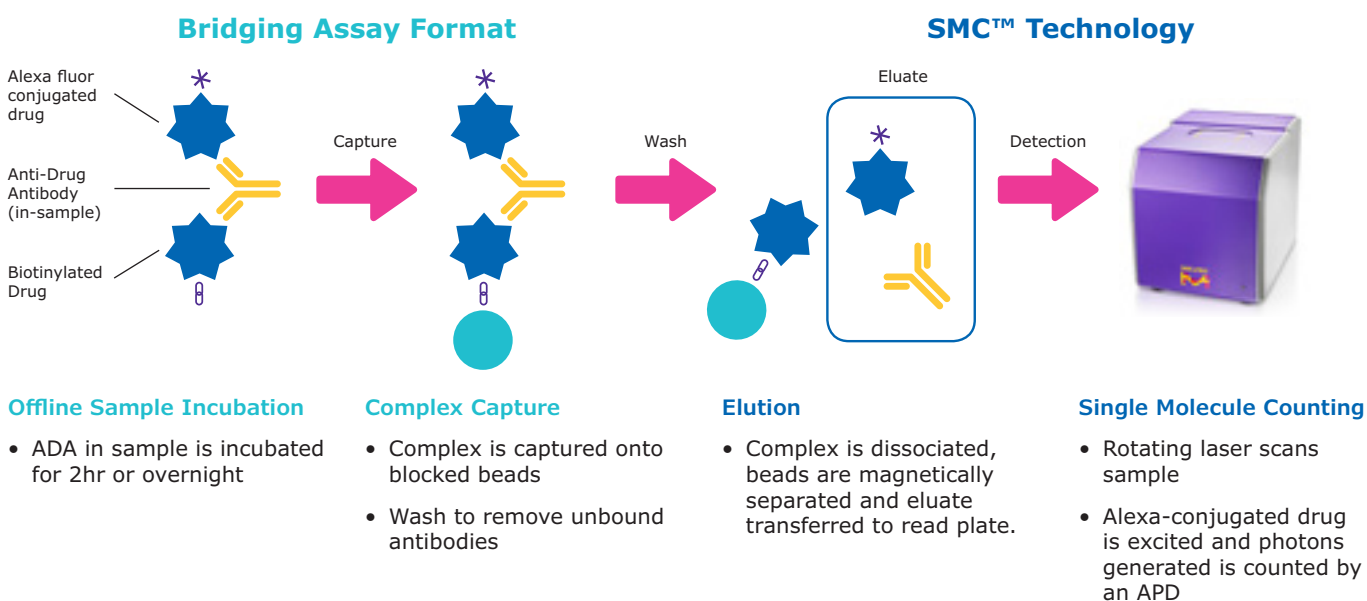 Bridging Assay Format
SMC™ Technology
Alexa fluor
conjugated
drug
Anti-Drug
Antibody
(in-sample)
Biotinylated
Drug
Capture
Wash
Eluate
Detection
Offline Sample Incubation
• ADA in sample is incubated
for 2hr or overnight
Complex Capture
• Complex is captured onto
blocked beads
• Wash to remove unbound
antibodies
Elution
• Complex is dissociated,
beads are magnetically
separated and eluate
transferred to read plate.
Single Molecule Counting
• Rotating laser scans
sample
• Alexa-conjugated drug
is excited and photons
generated is counted by
an APD